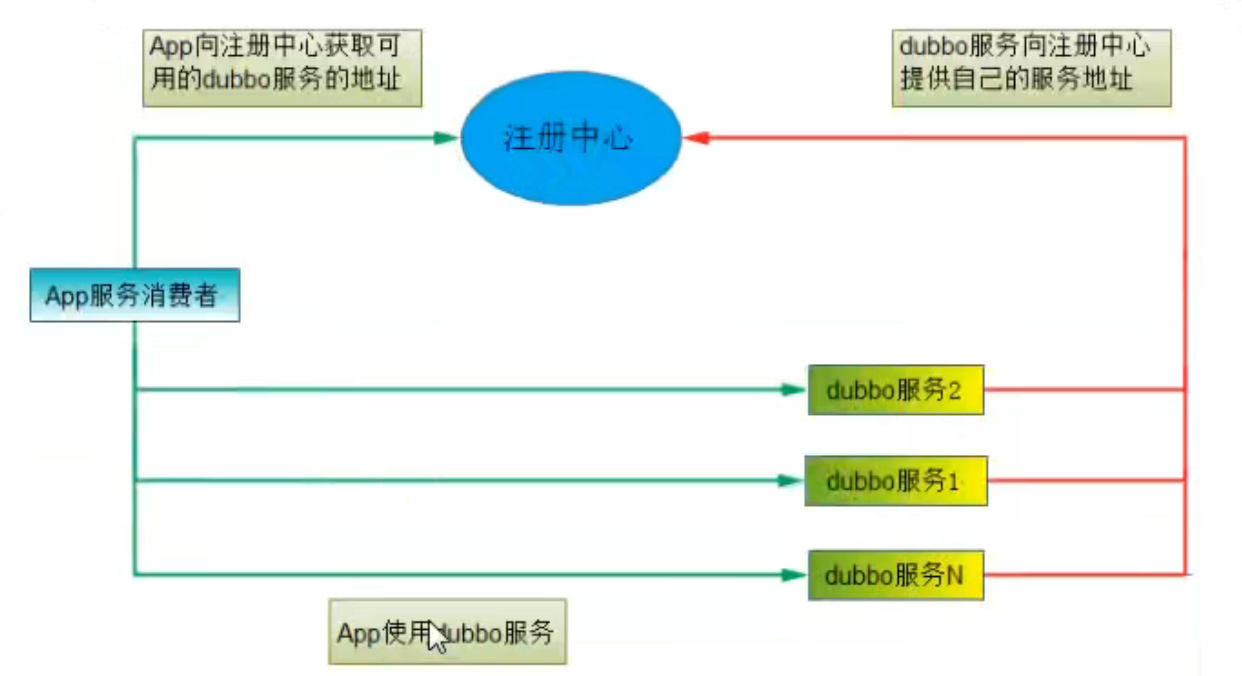 App向注册中心获取可
用的dubbo服务的地址
dubbo服务向注册中心
提供自己的服务地址
注册中心
App服务消费者
dubbo服务2
dubbo服务1
dubbo服务N
App使用dubbo服务